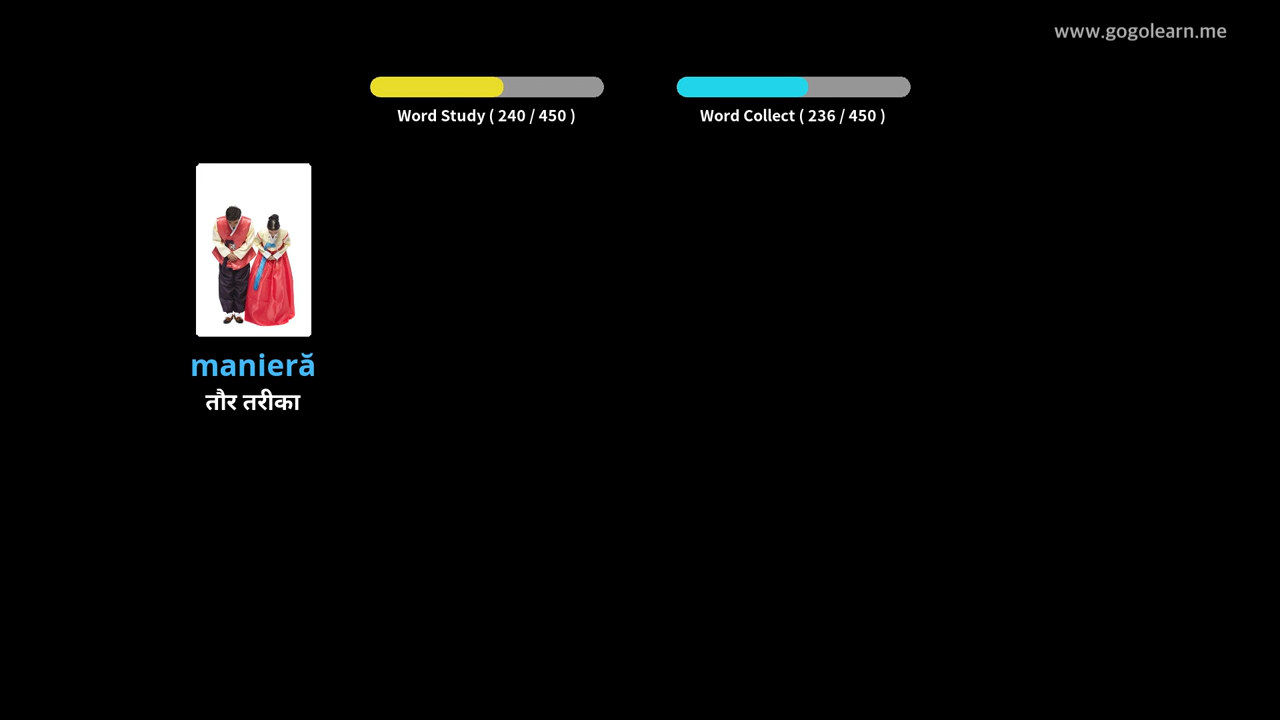 www.gogolearn.me
Word Study ( 240 / 450 )
Word Collect ( 236 / 450 )
manieră
तौर तरीका